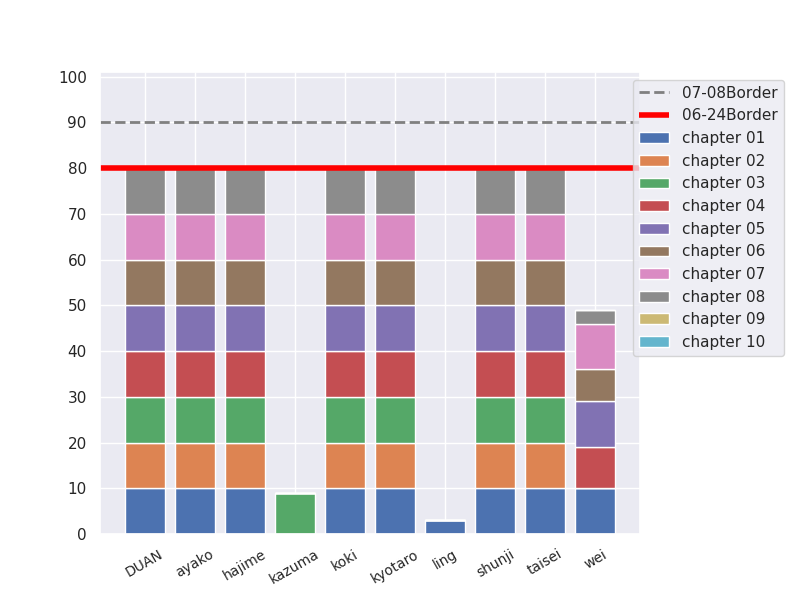 100
90
80
70
60
50
40
30
20
10
0
DUAN
ayako
hajime
kazuma
koki
kyotaro
ling
shunji
taisei
wei
07-08Border
06-24Border
chapter 01
chapter 02
chapter 03
chapter 04
chapter 05
chapter 06
chapter 07
chapter 08
chapter 09
chapter 10